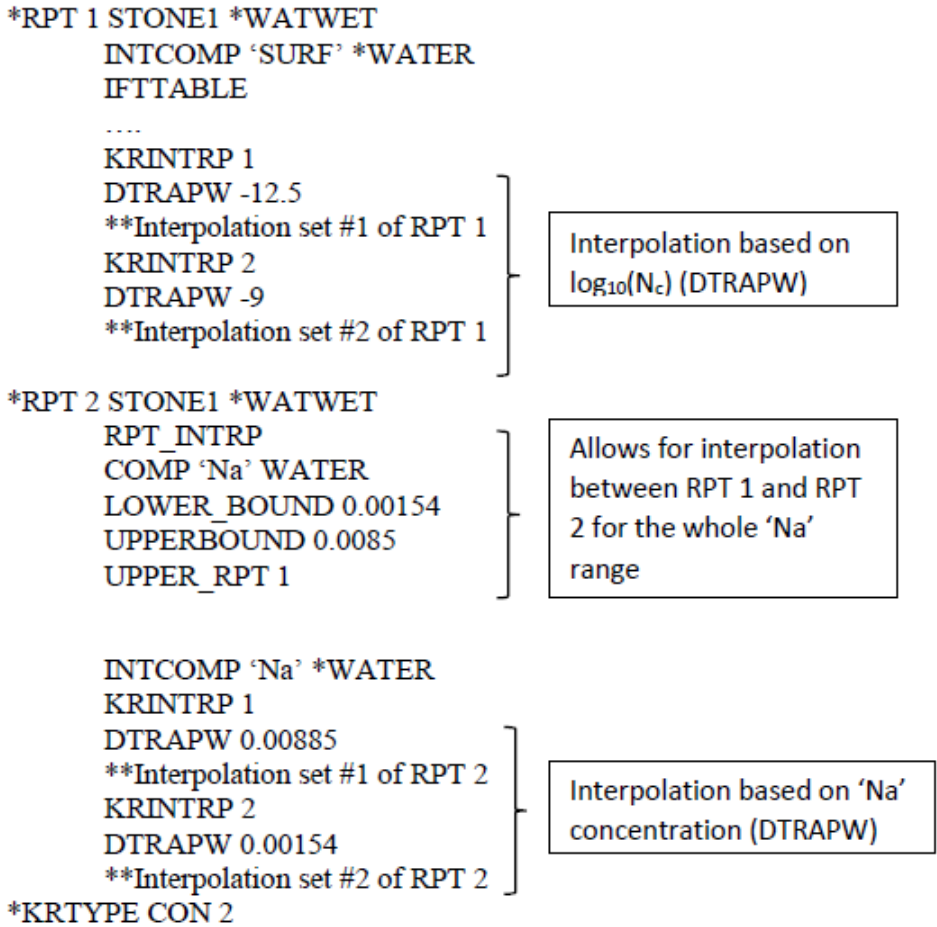 *RPT 1 STONE1 *WATWET
INTCOMP ‘SURF’ *WATER
IFTTABLE
….
KRINTRP 1
DTRAPW -12.5
**Interpolation set #1 of RPT 1
KRINTRP 2
DTRAPW -9
**Interpolation set #2 of RPT 1
Interpolation based on
log₁₀(N꜀) (DTRAPW)
*RPT 2 STONE1 *WATWET
RPT_INTRP
COMP ‘Na’ WATER
LOWER_BOUND 0.00154
UPPERBOUND 0.0085
UPPER_RPT 1
Allows for interpolation
between RPT 1 and RPT
2 for the whole ‘Na’
range
INTCOMP ‘Na’ *WATER
KRINTRP 1
DTRAPW 0.00885
**Interpolation set #1 of RPT 2
KRINTRP 2
DTRAPW 0.00154
**Interpolation set #2 of RPT 2
Interpolation based on ‘Na’
concentration (DTRAPW)
*KRTYPE CON 2